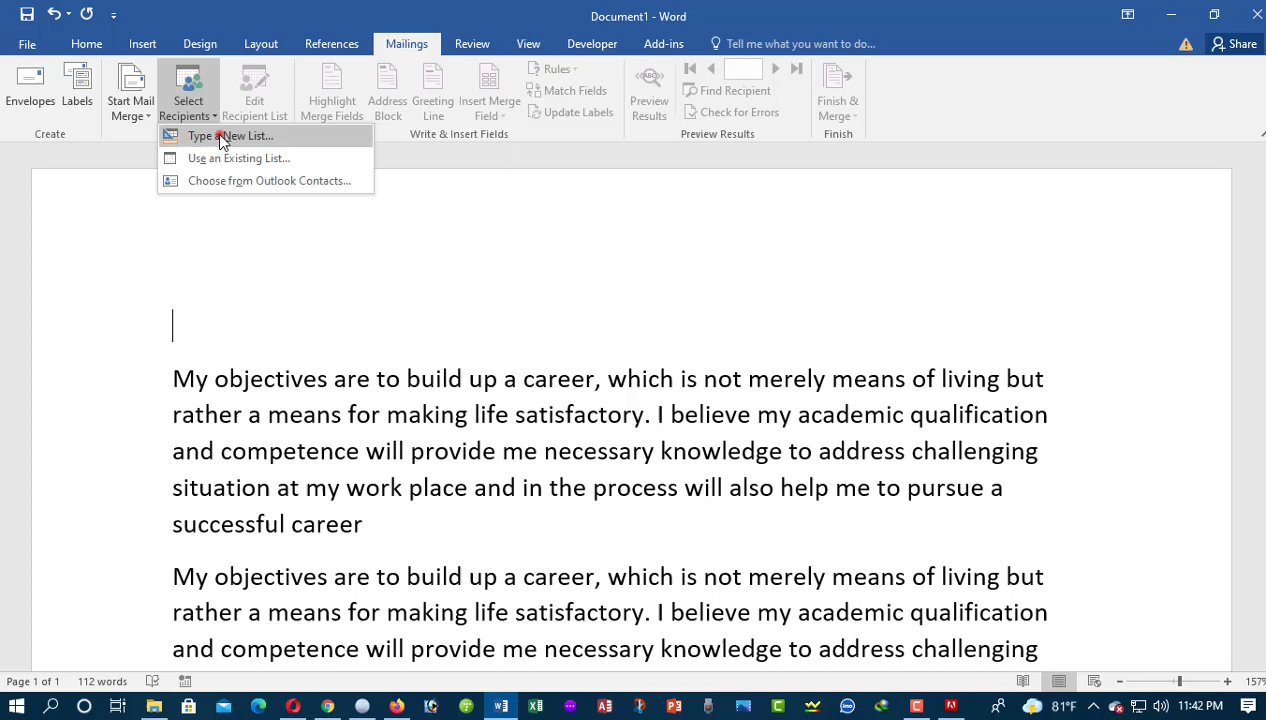 Document1 - Word
File Home Insert Design Layout References Mailings Review View Developer Add-ins Tell me what you want to do... Share
Envelopes Labels Start Mail Merge Select Recipients Edit Recipient List Highlight Merge Fields Address Block Greeting Line Insert Merge Field Rules Match Fields Update Labels Preview Results Find Recipient Check for Errors Finish & Merge
Create Write & Insert Fields Preview Results Finish
Type a New List...
Use an Existing List...
Choose from Outlook Contacts...
My objectives are to build up a career, which is not merely means of living but
rather a means for making life satisfactory. I believe my academic qualification
and competence will provide me necessary knowledge to address challenging
situation at my work place and in the process will also help me to pursue a
successful career
My objectives are to build up a career, which is not merely means of living but
rather a means for making life satisfactory. I believe my academic qualification
and competence will provide me necessary knowledge to address challenging
Page 1 of 1 112 words 157%
81°F 11:42 PM